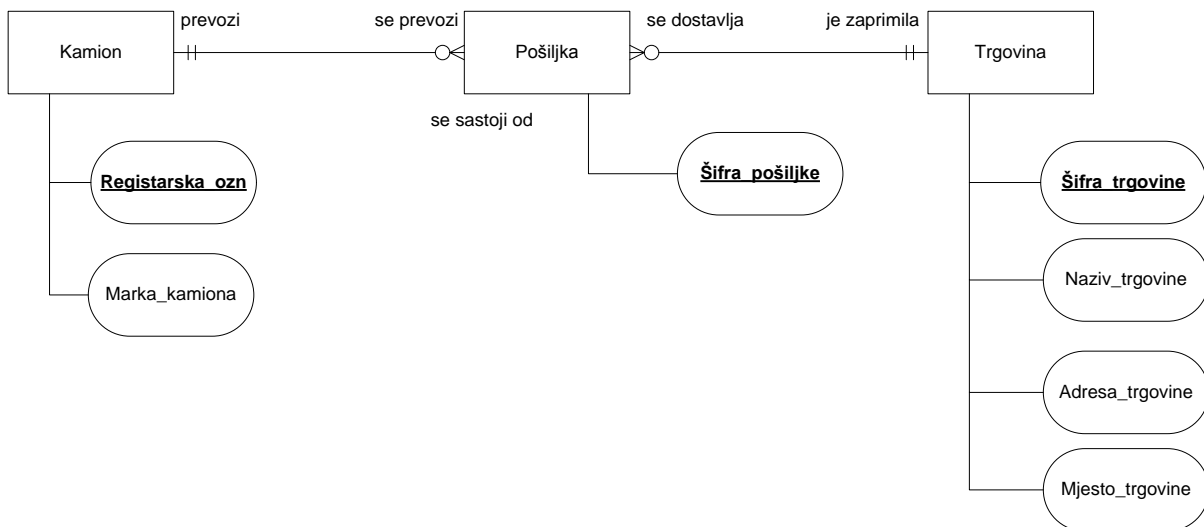 prevozi
se prevozi
se dostavlja
je zaprimila
Kamion
Pošiljka
Trgovina
se sastoji od
Registarska_ozn
Šifra_pošiljke
Šifra_trgovine
Naziv_trgovine
Marka_kamiona
Adresa_trgovine
Mjesto_trgovine